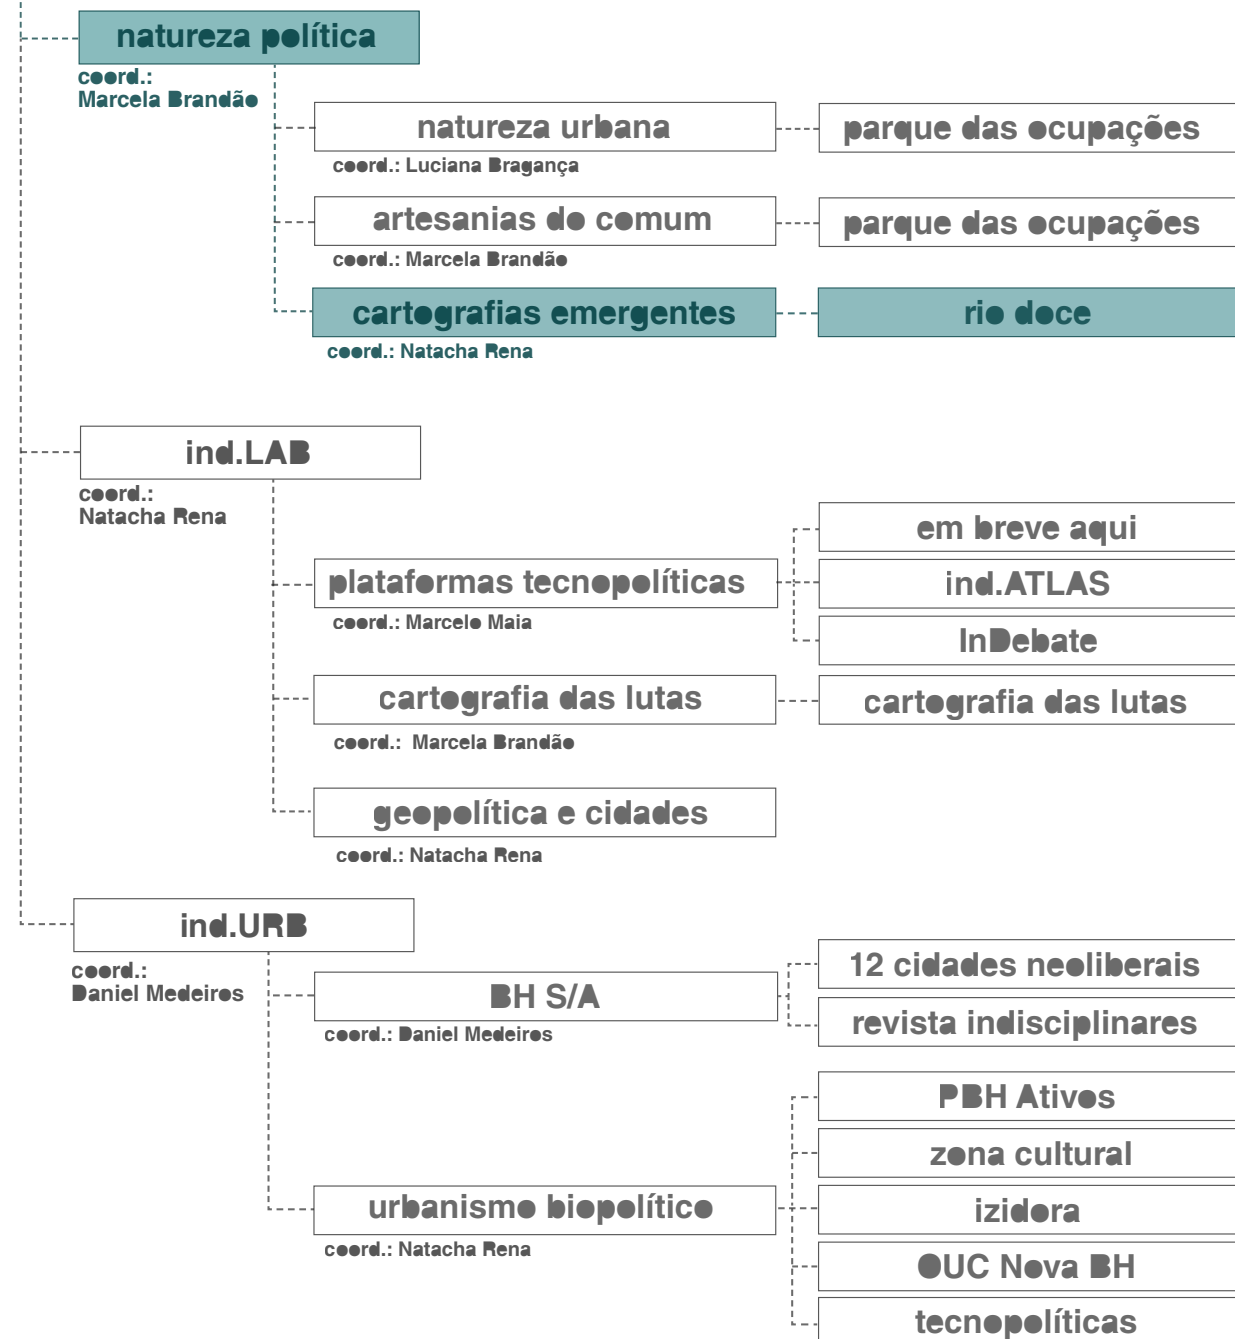 natureza política
coord.:
Marcela Brandão
natureza urbana
parque das ocupações
coord.: Luciana Bragança
artesanias do comum
parque das ocupações
coord.: Marcela Brandão
cartografias emergentes
rio doce
coord.: Natacha Rena
ind.LAB
coord.:
Natacha Rena
em breve aqui
plataformas tecnopolíticas
ind.ATLAS
coord.: Marcelo Maia
InDebate
cartografia das lutas
cartografia das lutas
coord.: Marcela Brandão
geopolítica e cidades
coord.: Natacha Rena
ind.URB
coord.:
Daniel Medeiros
12 cidades neoliberais
BH S/A
revista indisciplinares
coord.: Daniel Medeiros
PBH Ativos
zona cultural
urbanismo biopolítico
izidora
coord.: Natacha Rena
OUC Nova BH
tecnopolíticas